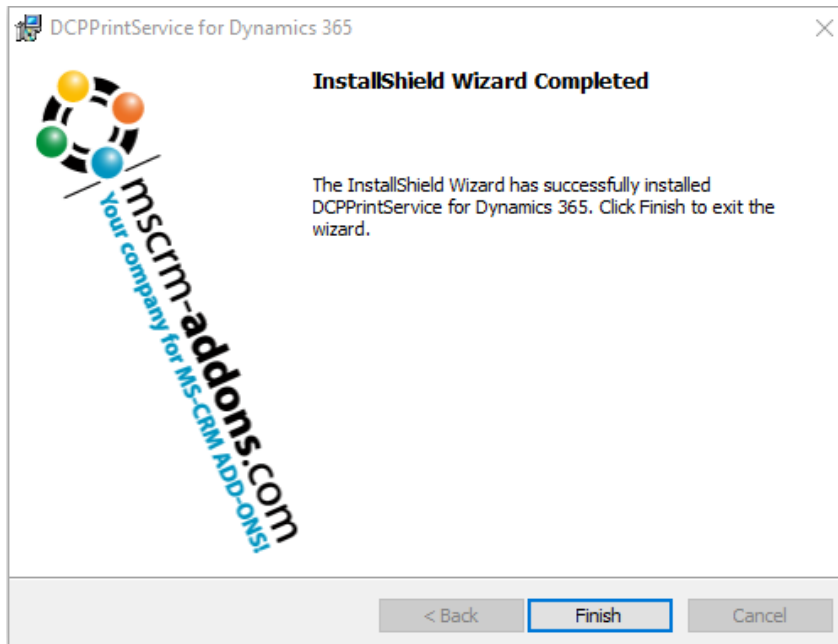 DCPPrintService for Dynamics 365
InstallShield Wizard Completed
The InstallShield Wizard has successfully installed
DCPPrintService for Dynamics 365. Click Finish to exit the
wizard.
mscrm-addons.com
Your company for MS-CRM ADD-ONS!
< Back
Finish
Cancel